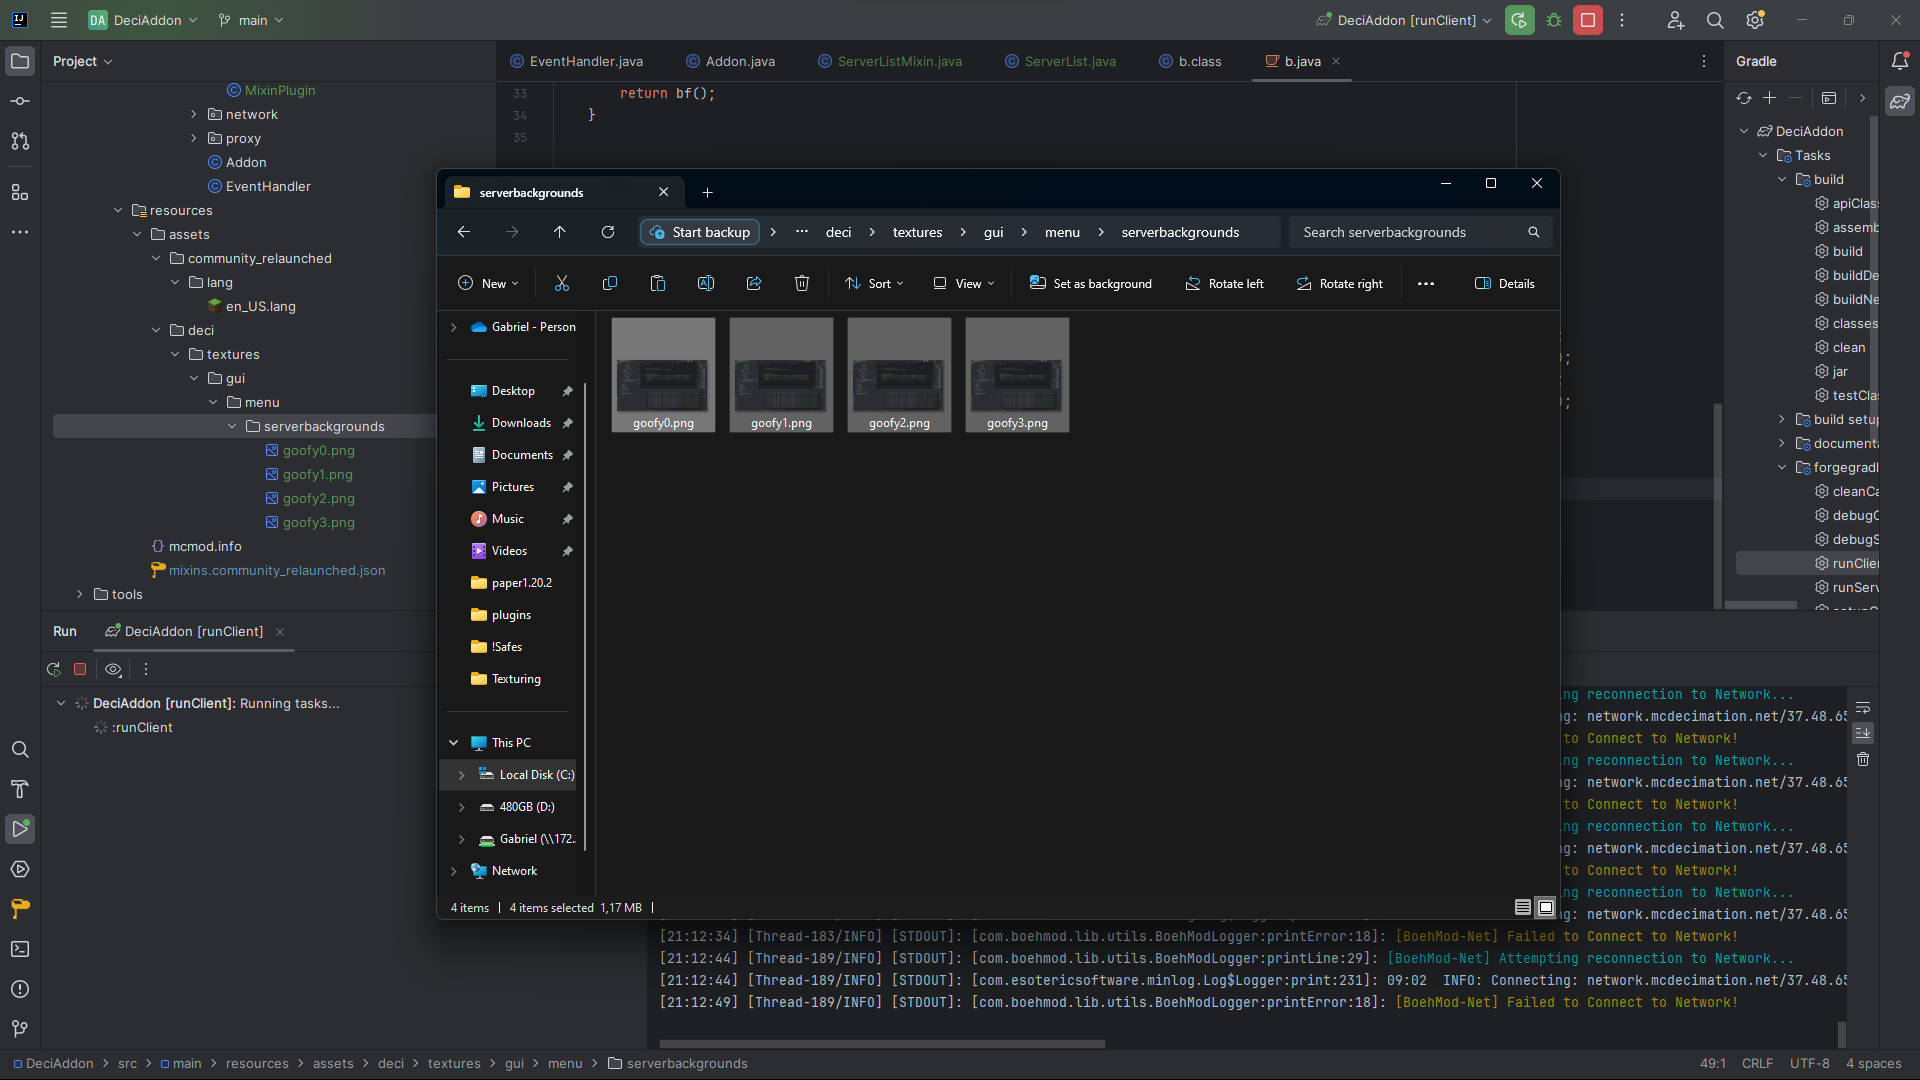 DA DeciAddon main DeciAddon [runClient]
Project
EventHandler.java Addon.java ServerListMixin.java ServerList.java b.class b.java
Gradle
MixinPlugin
network
proxy
Addon
EventHandler
resources
assets
community_relaunched
lang
en_US.lang
deci
textures
gui
menu
serverbackgrounds
goofy0.png
goofy1.png
goofy2.png
goofy3.png
mcmod.info
mixins.community_relaunched.json
tools
33 return bf();
34 }
35
serverbackgrounds
Start backup deci textures gui menu serverbackgrounds
Search serverbackgrounds
New Sort View Set as background Rotate left Rotate right Details
Gabriel - Person
Desktop
Downloads
Documents
Pictures
Music
Videos
paper1.20.2
plugins
!Safes
Texturing
This PC
Local Disk (C:)
480GB (D:)
Gabriel (\\172.
Network
goofy0.png goofy1.png goofy2.png goofy3.png
4 items 4 items selected 1,17 MB
);
);
DeciAddon
Tasks
build
apiClas
assemb
build
buildDe
buildNe
classes
clean
jar
testCla
build setup
documenta
forgegradl
cleanCa
debugC
debugS
runClien
runServ
Run DeciAddon [runClient]
DeciAddon [runClient]: Running tasks...
:runClient
ng reconnection to Network...
g: network.mcdecimation.net/37.48.65
to Connect to Network!
ng reconnection to Network...
g: network.mcdecimation.net/37.48.65
to Connect to Network!
ng reconnection to Network...
g: network.mcdecimation.net/37.48.65
to Connect to Network!
ng reconnection to Network...
g: network.mcdecimation.net/37.48.65
[21:12:34] [Thread-183/INFO] [STDOUT]: [com.boehmod.lib.utils.BoehModLogger:printError:18]: [BoehMod-Net] Failed to Connect to Network!
[21:12:44] [Thread-189/INFO] [STDOUT]: [com.boehmod.lib.utils.BoehModLogger:printLine:29]: [BoehMod-Net] Attempting reconnection to Network...
[21:12:44] [Thread-189/INFO] [STDOUT]: [com.esotericsoftware.minlog.Log$Logger:print:231]: 09:02 INFO: Connecting: network.mcdecimation.net/37.48.65
[21:12:49] [Thread-189/INFO] [STDOUT]: [com.boehmod.lib.utils.BoehModLogger:printError:18]: [BoehMod-Net] Failed to Connect to Network!
DeciAddon src main resources assets deci textures gui menu serverbackgrounds
49:1 CRLF UTF-8 4 spaces